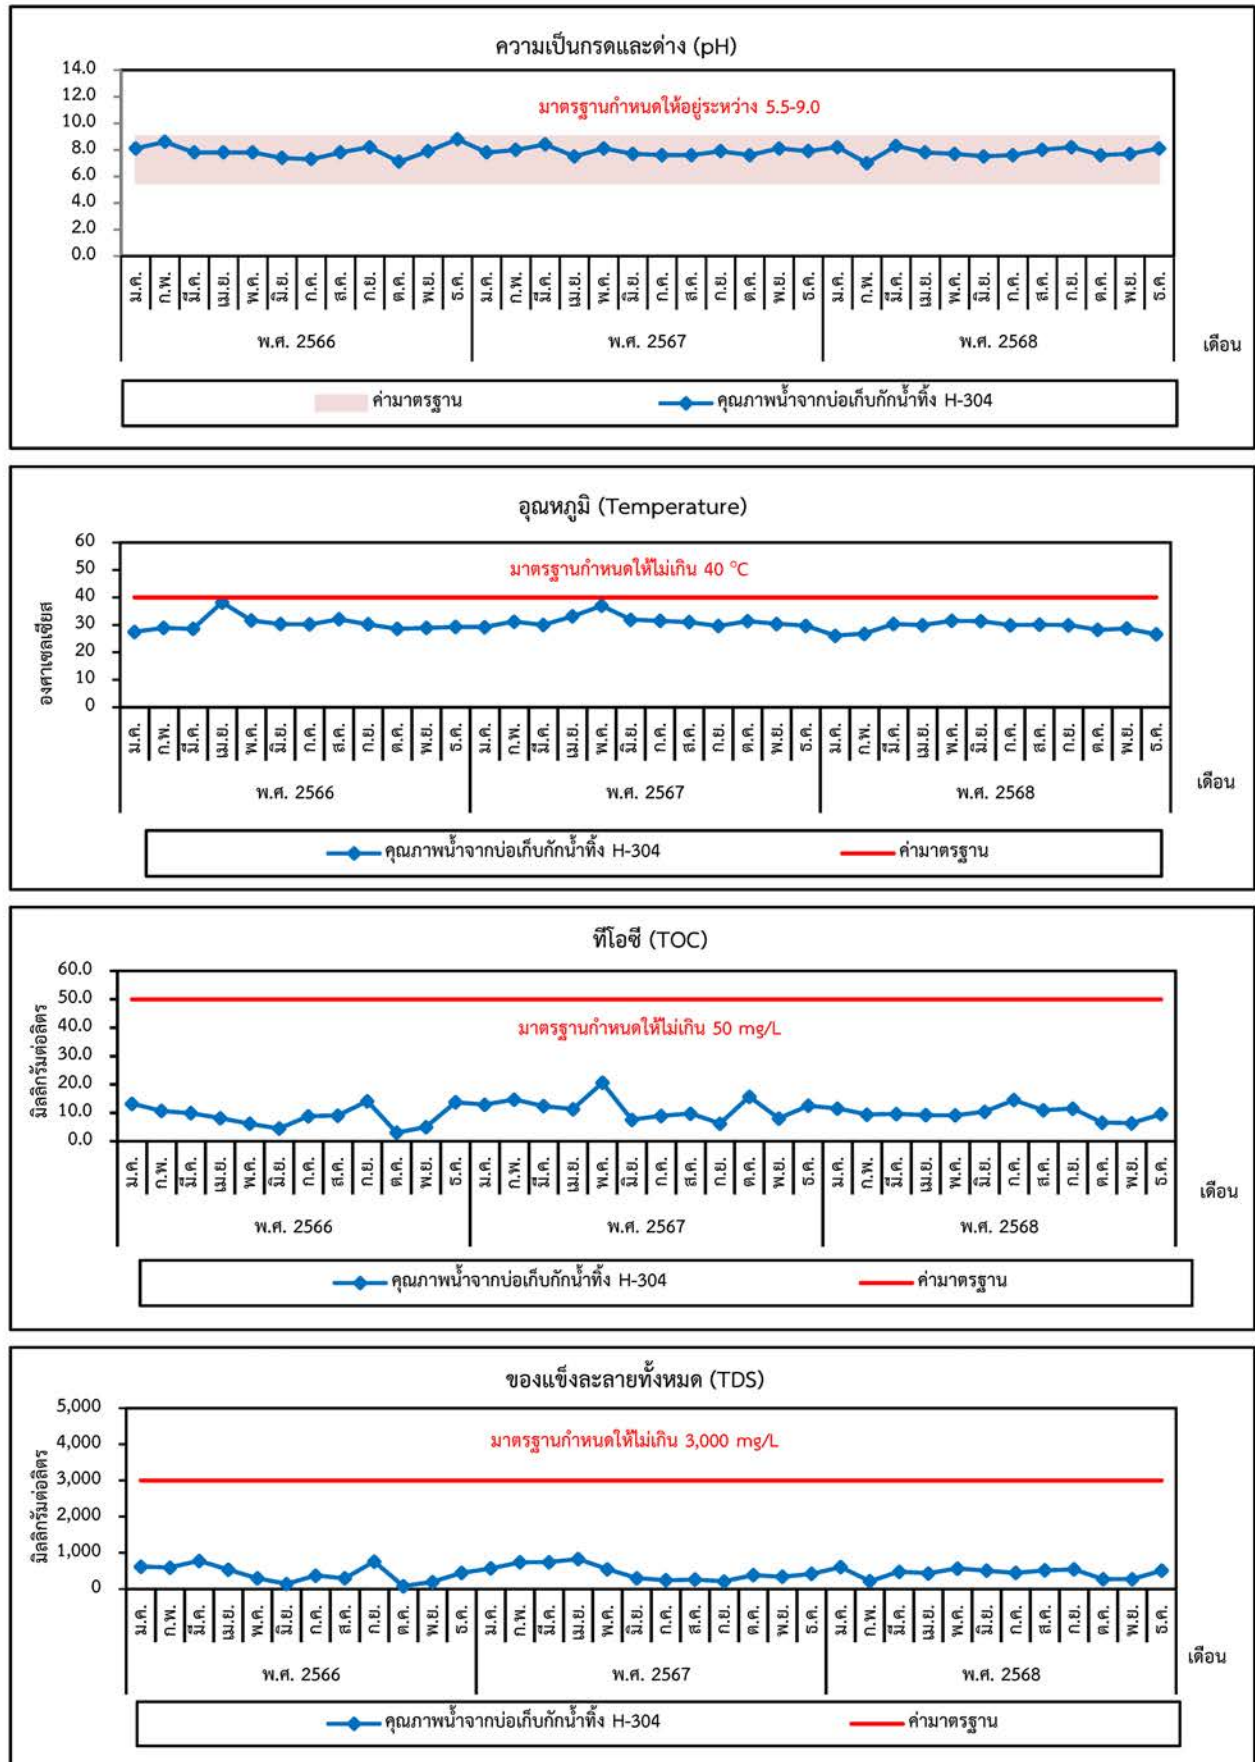 ความเป็นกรดและด่าง (pH)
14.0
12.0
10.0
8.0
6.0
4.0
2.0
0.0
มาตรฐานกำหนดให้อยู่ระหว่าง 5.5-9.0
ม.ค. ก.พ. มี.ค. เม.ย. พ.ค. มิ.ย. ก.ค. ส.ค. ก.ย. ต.ค. พ.ย. ธ.ค. ม.ค. ก.พ. มี.ค. เม.ย. พ.ค. มิ.ย. ก.ค. ส.ค. ก.ย. ต.ค. พ.ย. ธ.ค. ม.ค. ก.พ. มี.ค. เม.ย. พ.ค. มิ.ย. ก.ค. ส.ค. ก.ย. ต.ค. พ.ย. ธ.ค.
พ.ศ. 2566 พ.ศ. 2567 พ.ศ. 2568 เดือน
ค่ามาตรฐาน คุณภาพน้ำจากบ่อเก็บกักน้ำทิ้ง H-304
อุณหภูมิ (Temperature)
องศาเซลเซียส
60
50
40
30
20
10
0
มาตรฐานกำหนดให้ไม่เกิน 40 °C
ม.ค. ก.พ. มี.ค. เม.ย. พ.ค. มิ.ย. ก.ค. ส.ค. ก.ย. ต.ค. พ.ย. ธ.ค. ม.ค. ก.พ. มี.ค. เม.ย. พ.ค. มิ.ย. ก.ค. ส.ค. ก.ย. ต.ค. พ.ย. ธ.ค. ม.ค. ก.พ. มี.ค. เม.ย. พ.ค. มิ.ย. ก.ค. ส.ค. ก.ย. ต.ค. พ.ย. ธ.ค.
พ.ศ. 2566 พ.ศ. 2567 พ.ศ. 2568 เดือน
คุณภาพน้ำจากบ่อเก็บกักน้ำทิ้ง H-304 ค่ามาตรฐาน
ทีโอซี (TOC)
มิลลิกรัมต่อลิตร
60.0
50.0
40.0
30.0
20.0
10.0
0.0
มาตรฐานกำหนดให้ไม่เกิน 50 mg/L
ม.ค. ก.พ. มี.ค. เม.ย. พ.ค. มิ.ย. ก.ค. ส.ค. ก.ย. ต.ค. พ.ย. ธ.ค. ม.ค. ก.พ. มี.ค. เม.ย. พ.ค. มิ.ย. ก.ค. ส.ค. ก.ย. ต.ค. พ.ย. ธ.ค. ม.ค. ก.พ. มี.ค. เม.ย. พ.ค. มิ.ย. ก.ค. ส.ค. ก.ย. ต.ค. พ.ย. ธ.ค.
พ.ศ. 2566 พ.ศ. 2567 พ.ศ. 2568 เดือน
คุณภาพน้ำจากบ่อเก็บกักน้ำทิ้ง H-304 ค่ามาตรฐาน
ของแข็งละลายทั้งหมด (TDS)
มิลลิกรัมต่อลิตร
5,000
4,000
3,000
2,000
1,000
0
มาตรฐานกำหนดให้ไม่เกิน 3,000 mg/L
ม.ค. ก.พ. มี.ค. เม.ย. พ.ค. มิ.ย. ก.ค. ส.ค. ก.ย. ต.ค. พ.ย. ธ.ค. ม.ค. ก.พ. มี.ค. เม.ย. พ.ค. มิ.ย. ก.ค. ส.ค. ก.ย. ต.ค. พ.ย. ธ.ค. ม.ค. ก.พ. มี.ค. เม.ย. พ.ค. มิ.ย. ก.ค. ส.ค. ก.ย. ต.ค. พ.ย. ธ.ค.
พ.ศ. 2566 พ.ศ. 2567 พ.ศ. 2568 เดือน
คุณภาพน้ำจากบ่อเก็บกักน้ำทิ้ง H-304 ค่ามาตรฐาน